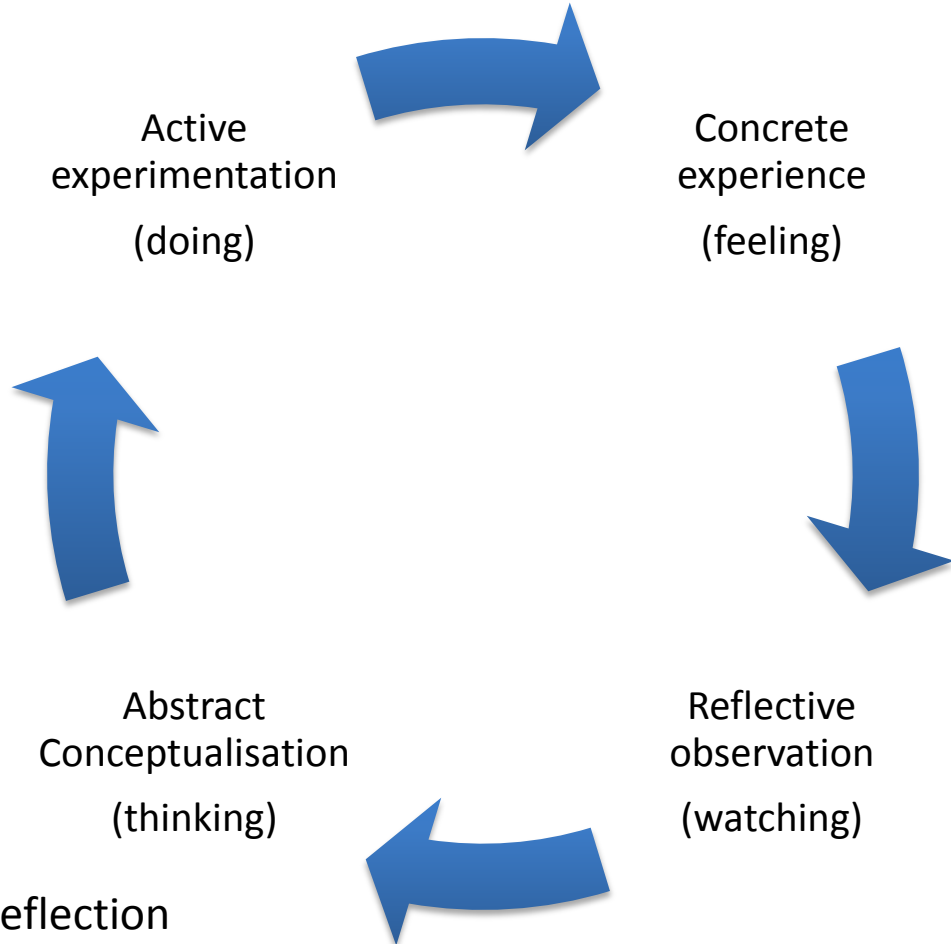 Active
experimentation
(doing)
Concrete
experience
(feeling)
Abstract
Conceptualisation
(thinking)
Reflective
observation
(watching)
eflection